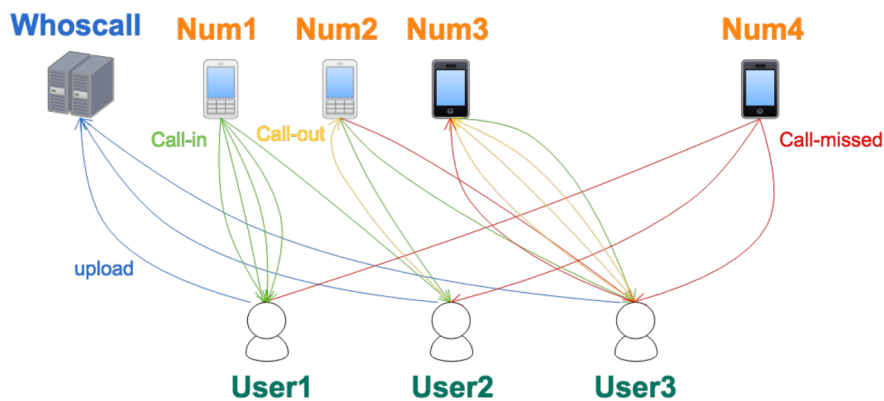 Whoscall Num1 Num2 Num3 Num4
Call-in Call-out Call-missed
upload
User1 User2 User3